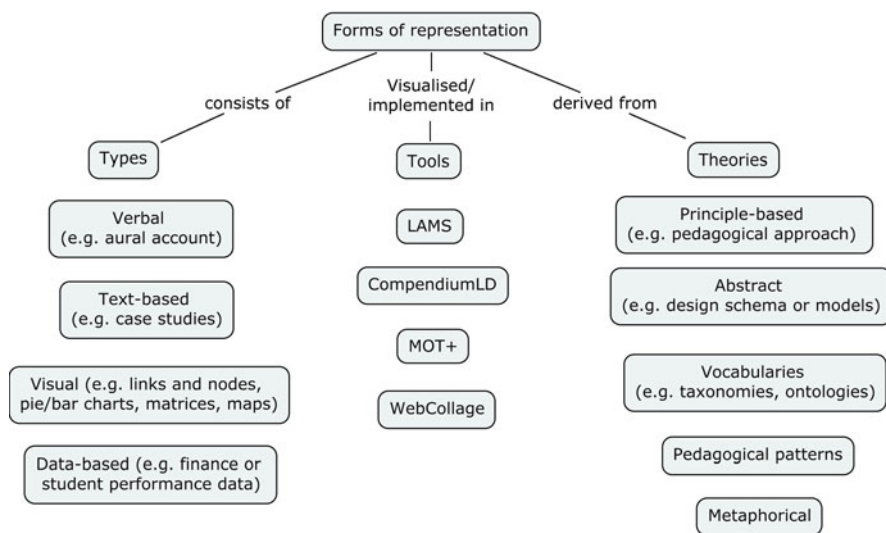 Forms of representation
consists of
Visualised/
implemented in
derived from
Types
Verbal
(e.g. aural account)
Text-based
(e.g. case studies)
Visual (e.g. links and nodes,
pie/bar charts, matrices, maps)
Data-based (e.g. finance or
student performance data)
Tools
LAMS
CompendiumLD
MOT+
WebCollage
Theories
Principle-based
(e.g. pedagogical approach)
Abstract
(e.g. design schema or models)
Vocabularies
(e.g. taxonomies, ontologies)
Pedagogical patterns
Metaphorical